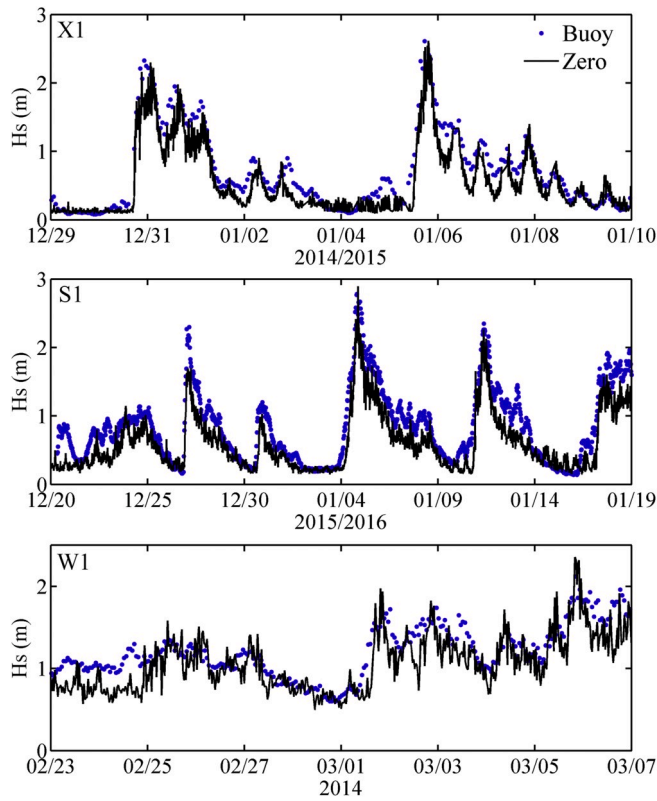 X1
Buoy
Zero
Hs (m)
3
2
1
0
12/29 12/31 01/02 01/04 01/06 01/08 01/10
2014/2015
S1
Hs (m)
3
2
1
0
12/20 12/25 12/30 01/04 01/09 01/14 01/19
2015/2016
W1
Hs (m)
2
1
0
02/23 02/25 02/27 03/01 03/03 03/05 03/07
2014